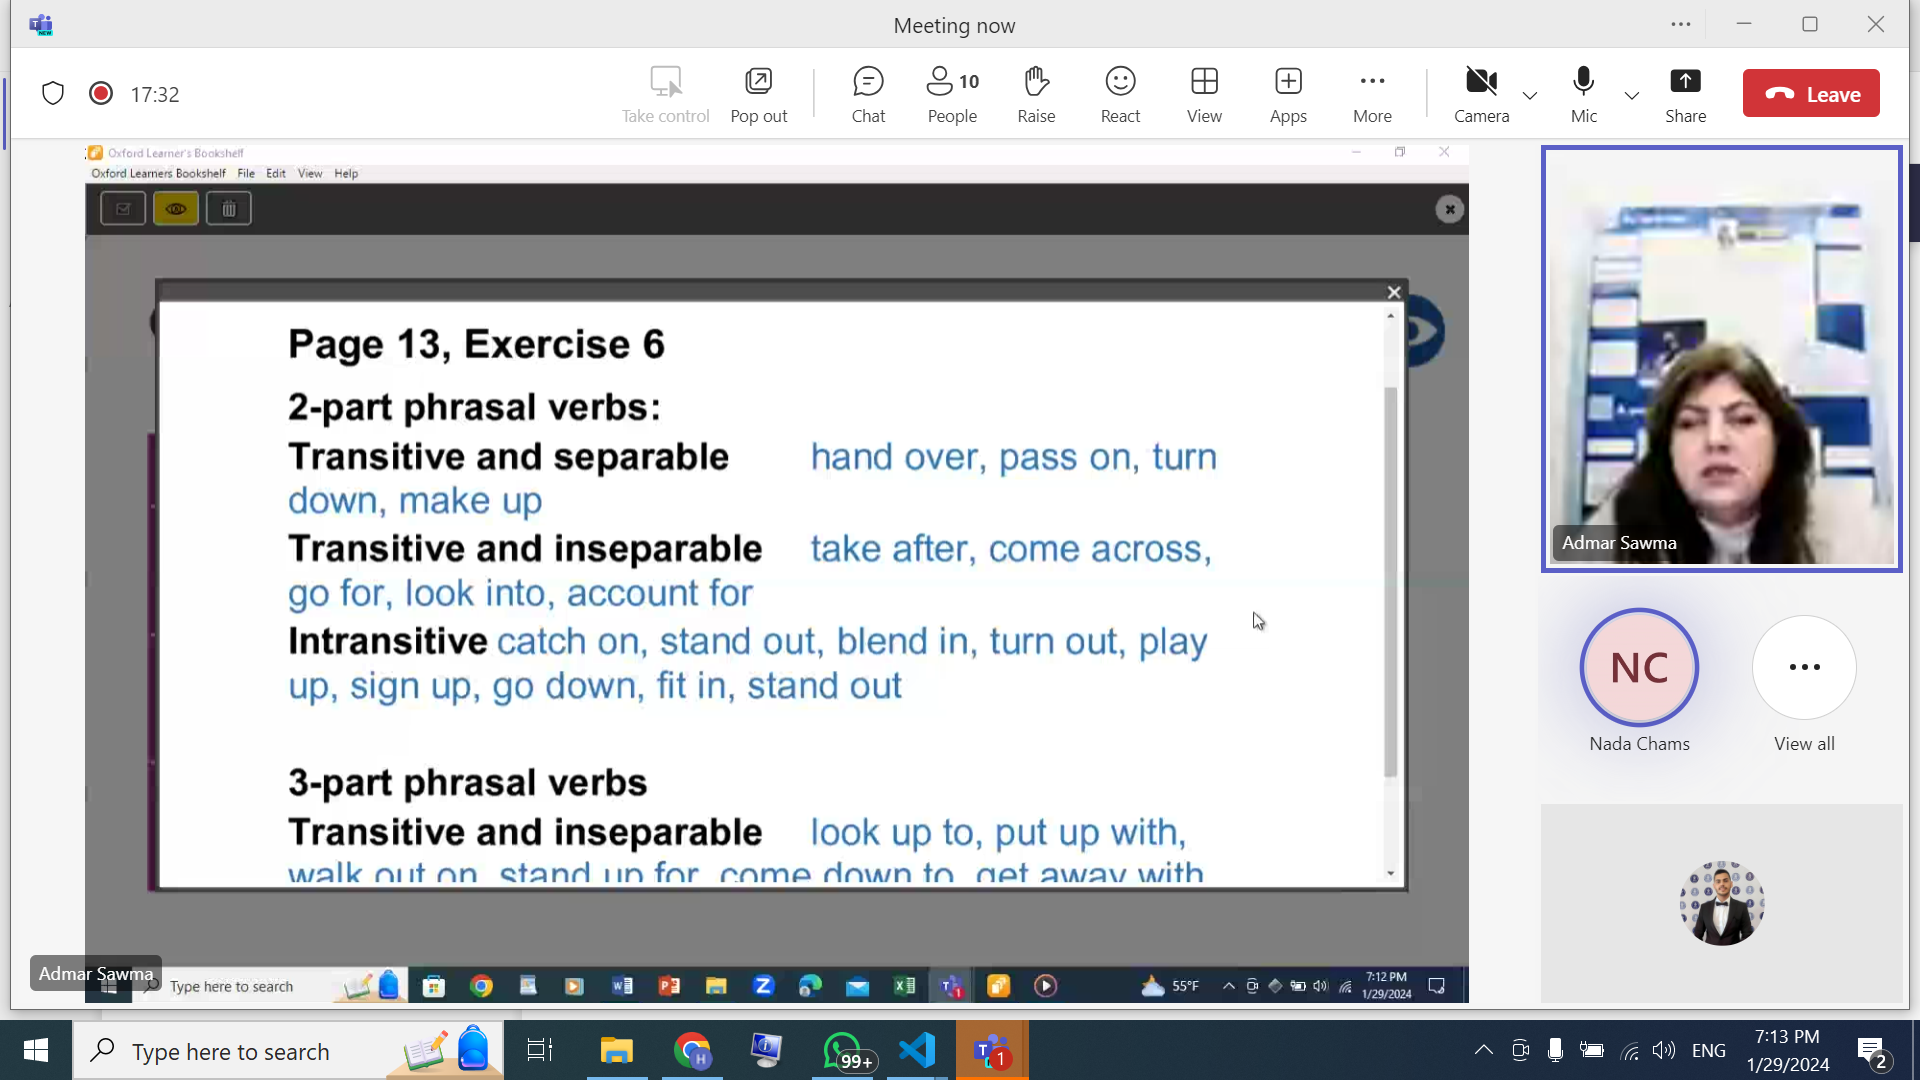 Meeting now
17:32
Take control
Pop out
Chat
10
People
Raise
React
View
Apps
More
Camera
Mic
Share
Leave
Oxford Learner's Bookshelf
Oxford Learners Bookshelf File Edit View Help
Page 13, Exercise 6
2-part phrasal verbs:
Transitive and separable hand over, pass on, turn
down, make up
Transitive and inseparable take after, come across,
go for, look into, account for
Intransitive catch on, stand out, blend in, turn out, play
up, sign up, go down, fit in, stand out
3-part phrasal verbs
Transitive and inseparable look up to, put up with,
walk out on, stand up for, come down to, get away with
Admar Sawma
NC
Nada Chams
View all
Admar Sawma
Type here to search
55°F
7:12 PM
1/29/2024
Type here to search
99+
1
ENG
7:13 PM
1/29/2024
2